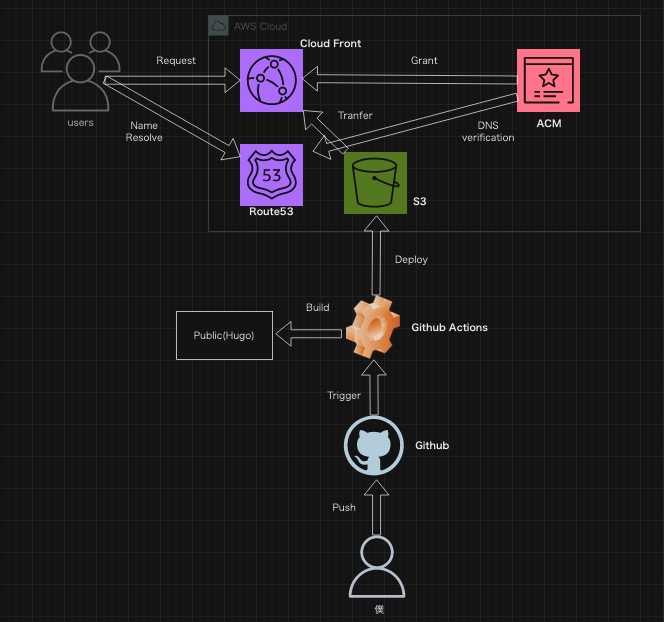 AWS Cloud
Cloud Front
Request
Grant
users
Name
Resolve
Tranfer
DNS
verification
ACM
53
Route53
S3
Deploy
Build
Public(Hugo)
Github Actions
Trigger
Github
Push
僕